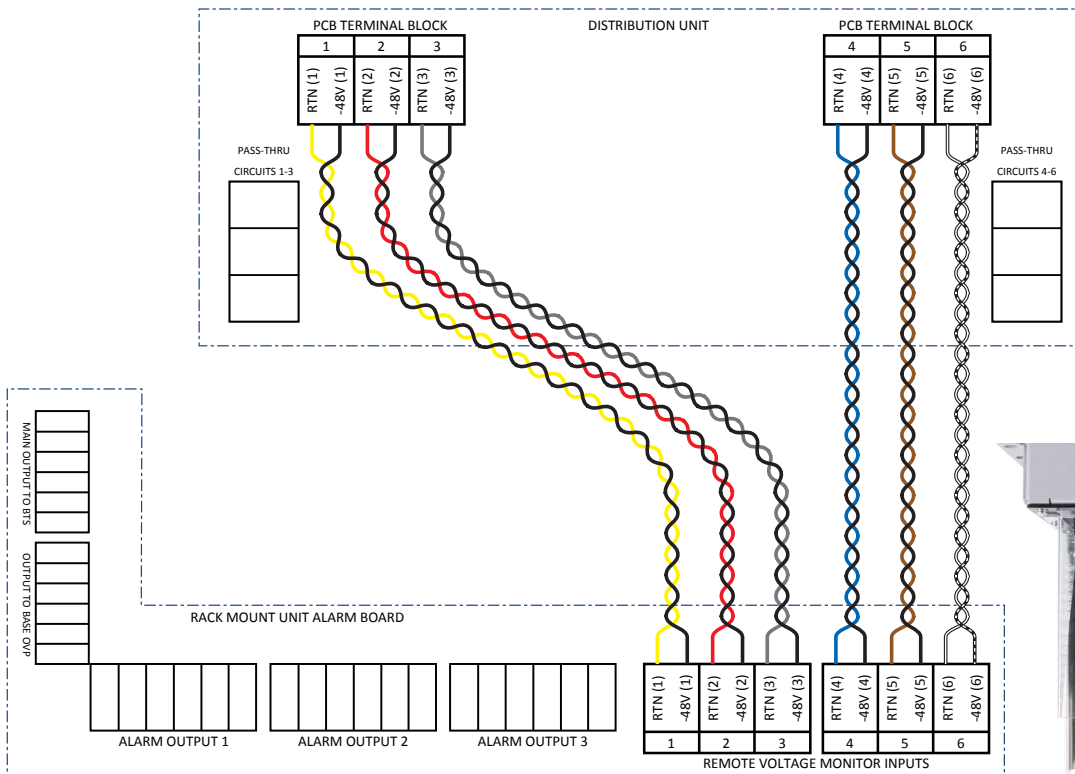 PCB TERMINAL BLOCK
DISTRIBUTION UNIT
PCB TERMINAL BLOCK
1
2
3
4
5
6
RTN (1)
-48V (1)
RTN (2)
-48V (2)
RTN (3)
-48V (3)
RTN (4)
-48V (4)
RTN (5)
-48V (5)
RTN (6)
-48V (6)
PASS-THRU
CIRCUITS 1-3
PASS-THRU
CIRCUITS 4-6
MAIN OUTPUT TO BTS
OUTPUT TO BASE OVP
RACK MOUNT UNIT ALARM BOARD
RTN (1)
-48V (1)
RTN (2)
-48V (2)
RTN (3)
-48V (3)
RTN (4)
-48V (4)
RTN (5)
-48V (5)
RTN (6)
-48V (6)
ALARM OUTPUT 1
ALARM OUTPUT 2
ALARM OUTPUT 3
1
2
3
4
5
6
REMOTE VOLTAGE MONITOR INPUTS